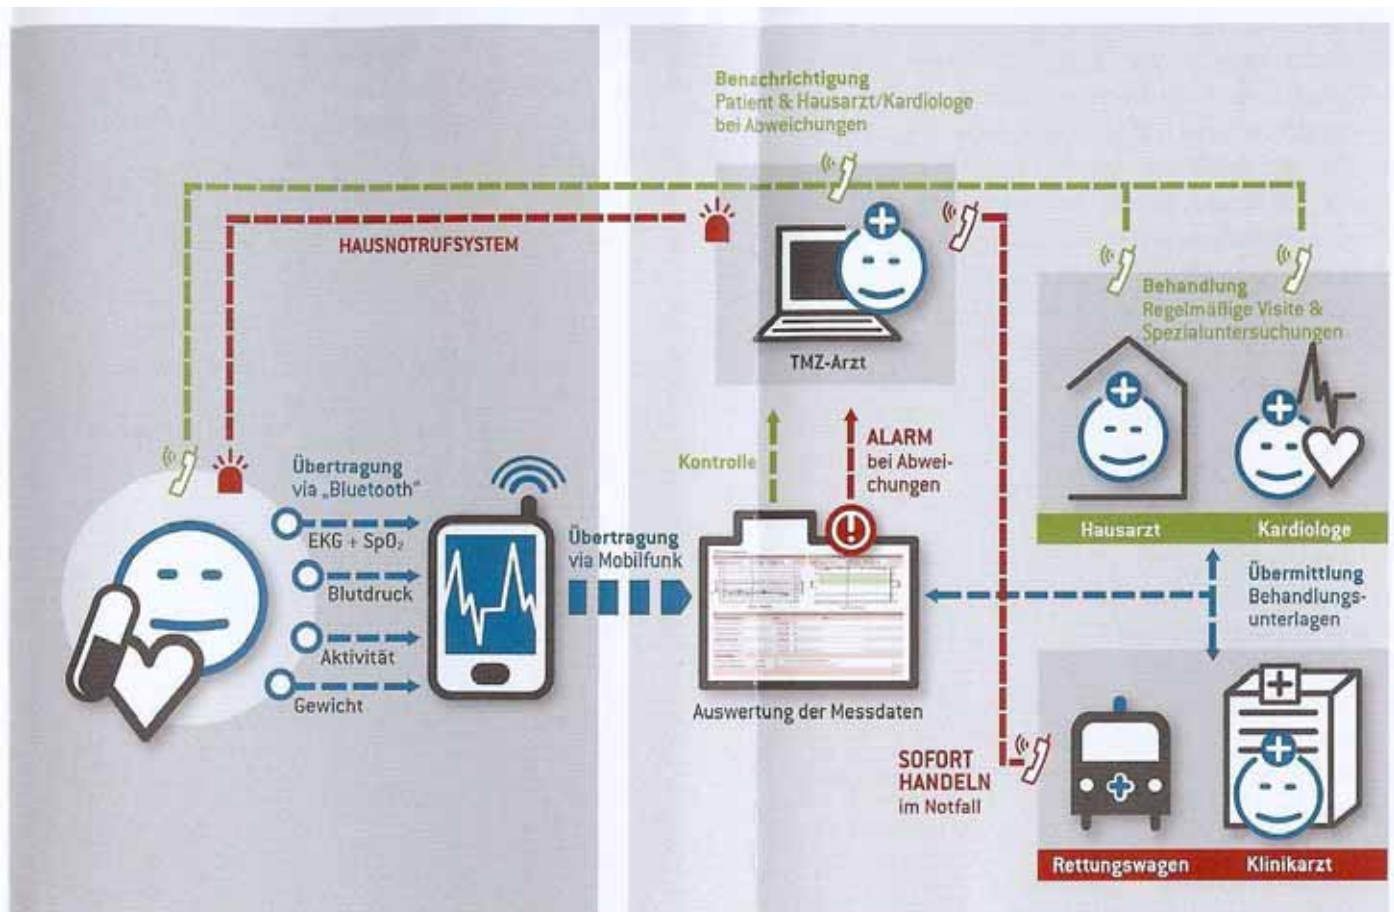 Benachrichtigung
Patient & Hausarzt/Kardiologe
bei Abweichungen
HAUSNOTRUFSYSTEM
TMZ-Arzt
Behandlung
Regelmäßige Visite &
Spezialuntersuchungen
Hausarzt
Kardiologe
Kontrolle
ALARM
bei Abwei-
chungen
Übertragung
via „Bluetooth“
EKG + SpO₂
Blutdruck
Aktivität
Gewicht
Übertragung
via Mobilfunk
Auswertung der Messdaten
Übermittlung
Behandlungs-
unterlagen
SOFORT
HANDELN
im Notfall
Rettungswagen
Klinikarzt